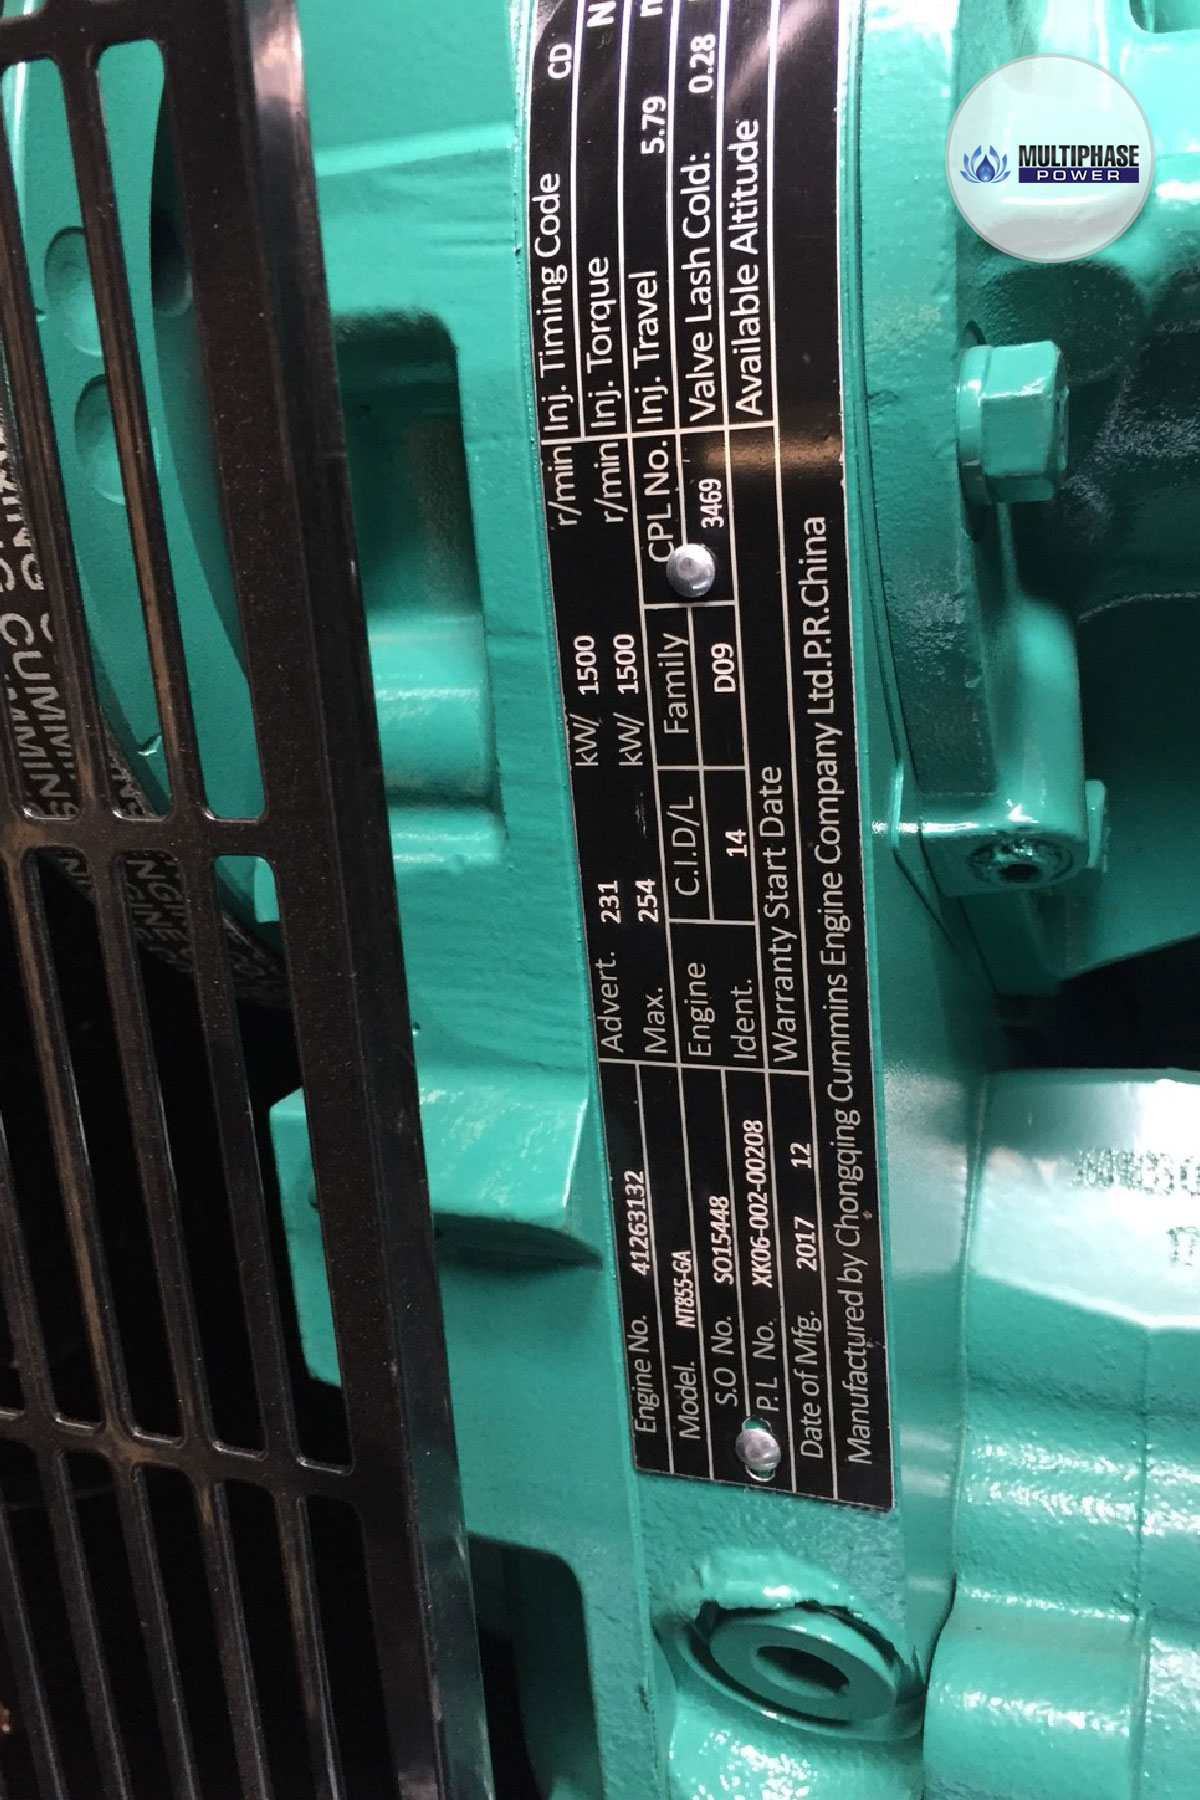 MULTIPHASE
POWER
Engine No. 41263132
Model. NT855-GA
S.O No. SO15448
P.L No. XK06-002-00208
Date of Mfg. 2017 12
Manufactured by Chongqing Cummins Engine Company Ltd.P.R.China
Advert. 231 kW/ 1500 r/min
Max. 254 kW/ 1500 r/min
Engine Ident.
C.I.D/L Family CPL No.
14 D09 3469
Warranty Start Date
Inj. Timing Code CD
Inj. Torque N
Inj. Travel 5.79
Valve Lash Cold: 0.28
Available Altitude
CUMMINS